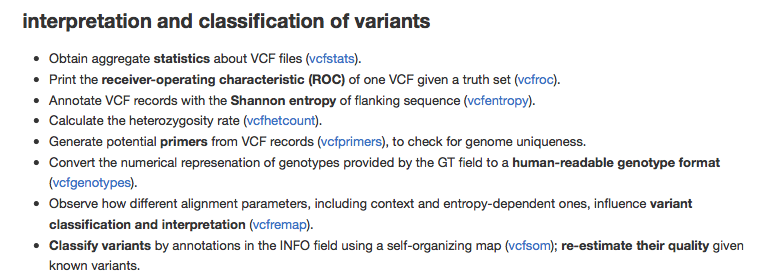 interpretation and classification of variants
• Obtain aggregate statistics about VCF files (vcfstats).
• Print the receiver-operating characteristic (ROC) of one VCF given a truth set (vcfroc).
• Annotate VCF records with the Shannon entropy of flanking sequence (vcfentropy).
• Calculate the heterozygosity rate (vcfhetcount).
• Generate potential primers from VCF records (vcfprimers), to check for genome uniqueness.
• Convert the numerical represenation of genotypes provided by the GT field to a human-readable genotype format
(vcfgenotypes).
• Observe how different alignment parameters, including context and entropy-dependent ones, influence variant
classification and interpretation (vcfremap).
• Classify variants by annotations in the INFO field using a self-organizing map (vcfsom); re-estimate their quality given
known variants.